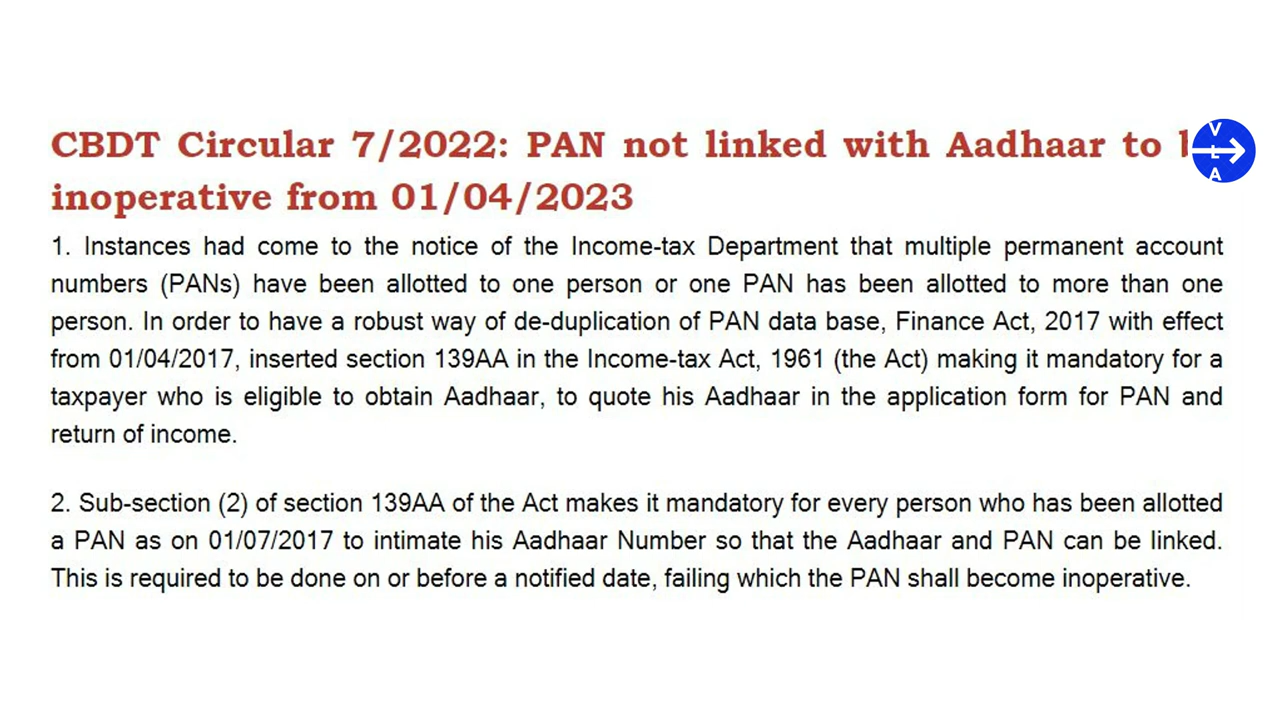 CBDT Circular 7/2022: PAN not linked with Aadhaar to
inoperative from 01/04/2023
1. Instances had come to the notice of the Income-tax Department that multiple permanent account
numbers (PANs) have been allotted to one person or one PAN has been allotted to more than one
person. In order to have a robust way of de-duplication of PAN data base, Finance Act, 2017 with effect
from 01/04/2017, inserted section 139AA in the Income-tax Act, 1961 (the Act) making it mandatory for a
taxpayer who is eligible to obtain Aadhaar, to quote his Aadhaar in the application form for PAN and
return of income.
2. Sub-section (2) of section 139AA of the Act makes it mandatory for every person who has been allotted
a PAN as on 01/07/2017 to intimate his Aadhaar Number so that the Aadhaar and PAN can be linked.
This is required to be done on or before a notified date, failing which the PAN shall become inoperative.
V
L
A